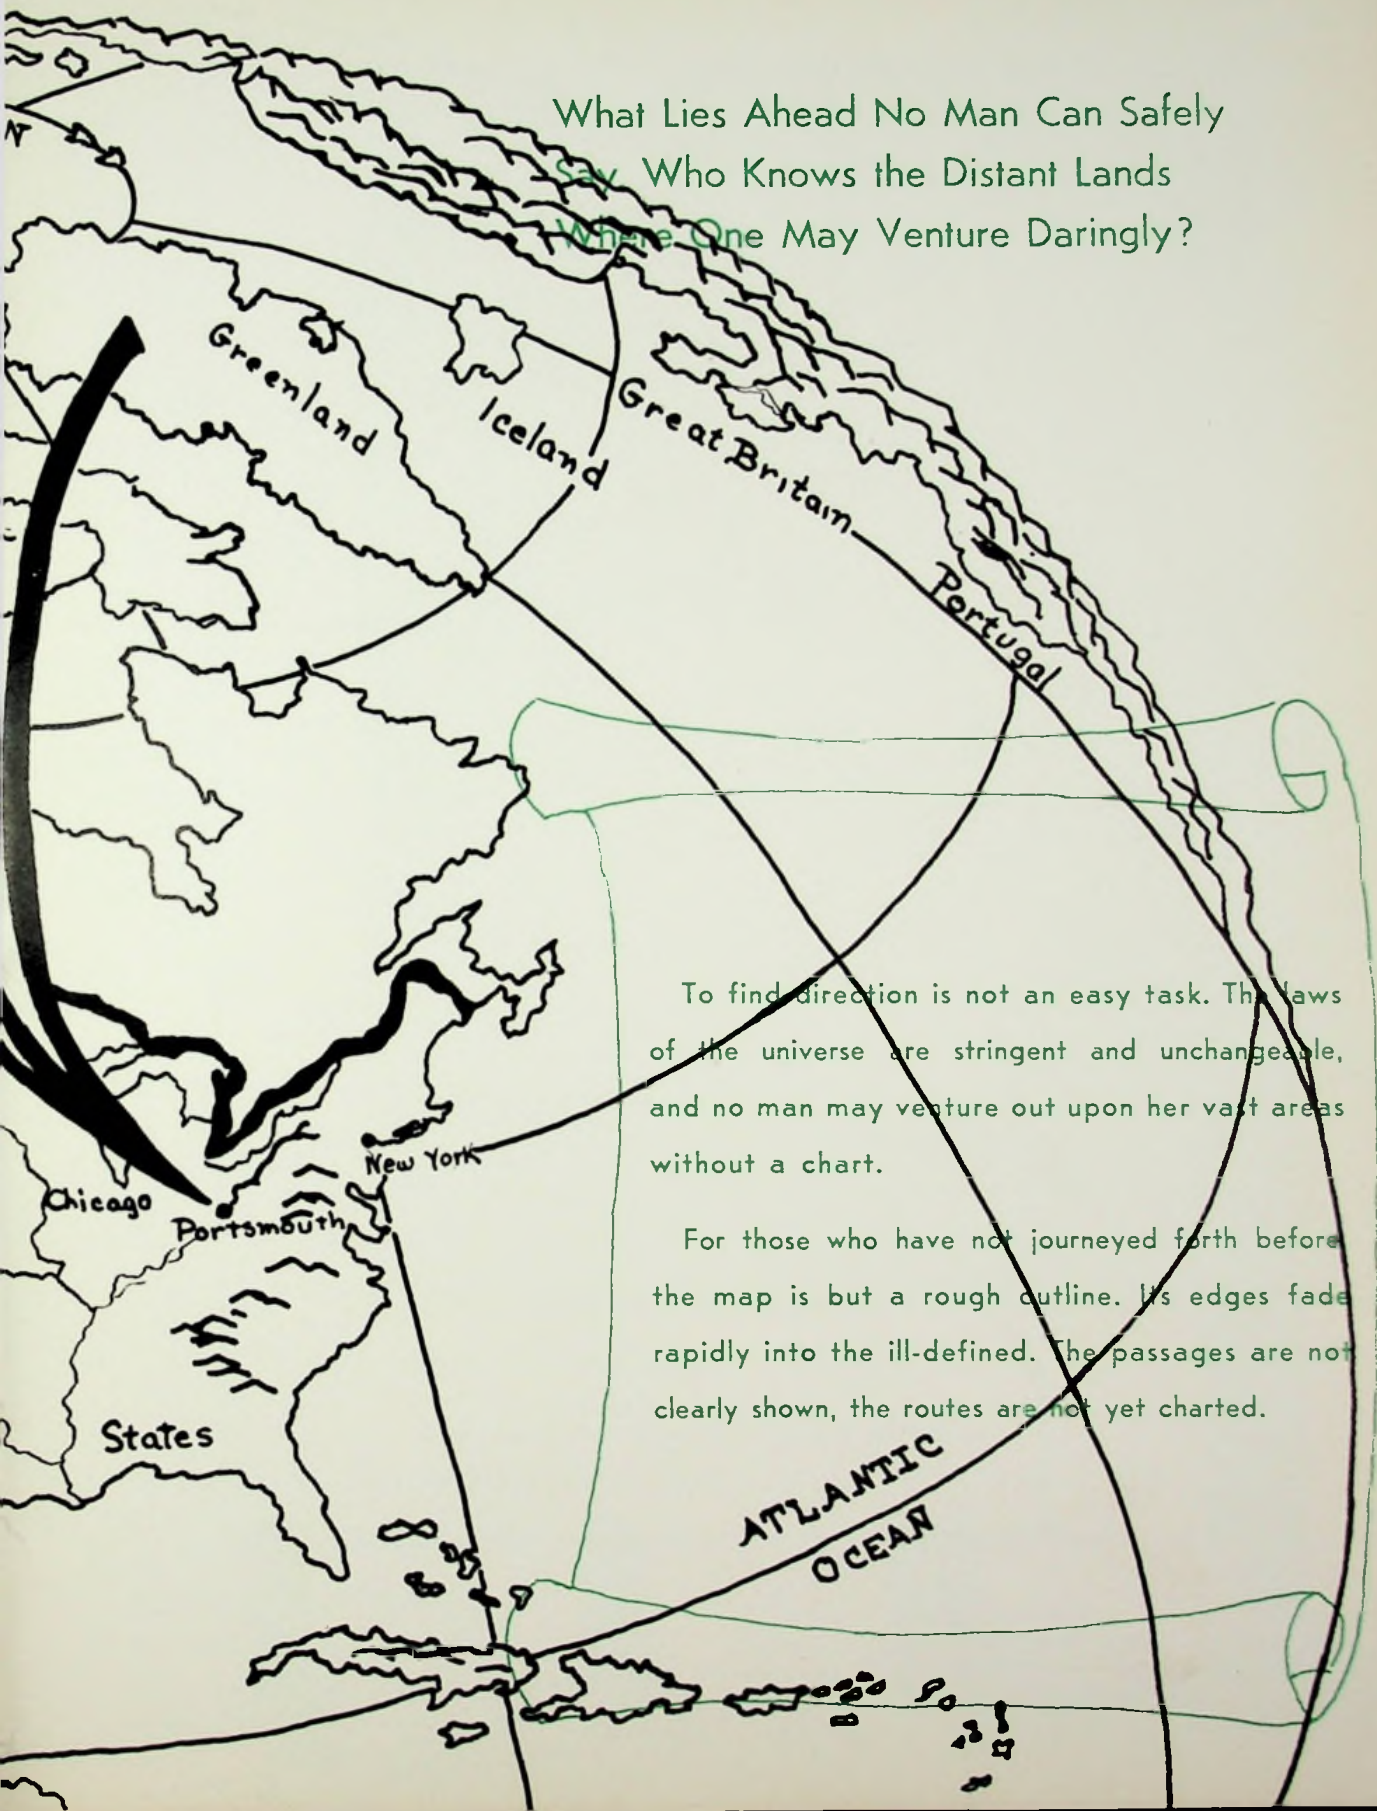 What Lies Ahead No Man Can Safely
Say. Who Knows the Distant Lands
Where One May Venture Daringly?
N
Greenland
Iceland
Great Britain
Portugal
To find direction is not an easy task. The laws
of the universe are stringent and unchangeable,
and no man may venture out upon her vast areas
without a chart.
New York
Chicago
Portsmouth
For those who have not journeyed forth before
the map is but a rough outline. Its edges fade
rapidly into the ill-defined. The passages are not
clearly shown, the routes are not yet charted.
States
ATLANTIC
OCEAN